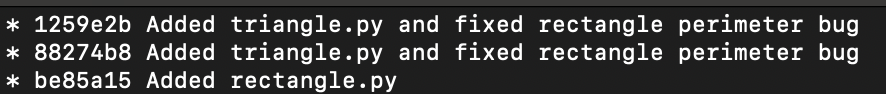 * 1259e2b Added triangle.py and fixed rectangle perimeter bug
* 88274b8 Added triangle.py and fixed rectangle perimeter bug
* be85a15 Added rectangle.py